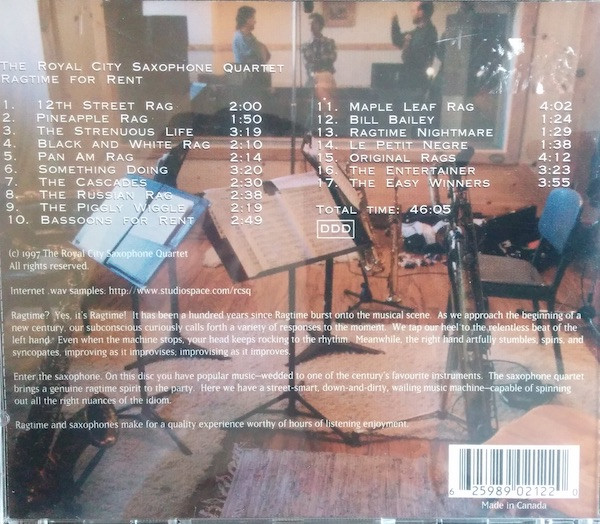 The Royal City Saxophone Quartet
Ragtime for Rent
1. 12th Street Rag 2:00
2. Pineapple Rag 1:50
3. The Strenuous Life 3:19
4. Black and White Rag 2:10
5. Pan Am Rag 2:14
6. Something Doing 3:20
7. The Cascades 2:30
8. The Russian Rag 2:38
9. The Piggly Wiggle 2:19
10. Bassoons for Rent 2:49
11. Maple Leaf Rag 4:02
12. Bill Bailey 1:24
13. Ragtime Nightmare 1:29
14. Le Petit Negre 1:38
15. Original Rags 4:12
16. The Entertainer 3:23
17. The Easy Winners 3:55
Total time: 46:05
DDD
(c) 1997 The Royal City Saxophone Quartet
All rights reserved.
Internet .wav samples: http://www.studiospace.com/rcsq
Ragtime? Yes, it's Ragtime! It has been a hundred years since Ragtime burst onto the musical scene. As we approach the beginning of a
new century, our subconscious curiously calls forth a variety of responses to the moment. We tap our heel to the relentless beat of the
left hand. Even when the machine stops, your head keeps rocking to the rhythm. Meanwhile, the right hand artfully stumbles, spins, and
syncopates, improving as it improvises; improvising as it improves.
Enter the saxophone. On this disc you have popular music–wedded to one of the century's favourite instruments. The saxophone quartet
brings a genuine ragtime spirit to the party. Here we have a street-smart, down-and-dirty, wailing music machine–capable of spinning
out all the right nuances of the idiom.
Ragtime and saxophones make for a quality experience worthy of hours of listening enjoyment.
6 25989 02122 0
Made in Canada